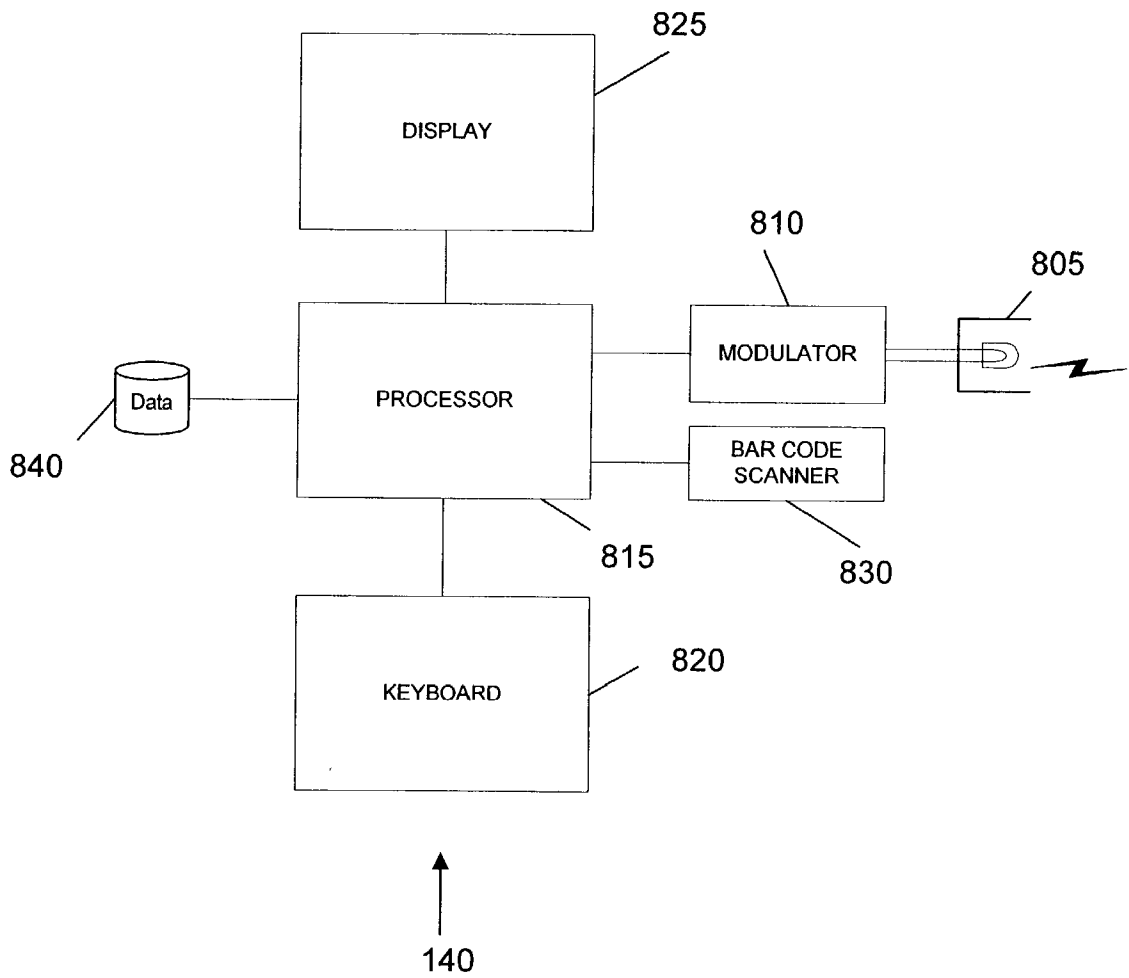 825
DISPLAY
810
805
MODULATOR
PROCESSOR
Data
840
BAR CODE
SCANNER
815
830
820
KEYBOARD
140